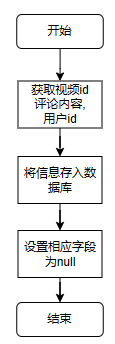 开始
获取视频id
评论内容,
用户id
将信息存入数
据库
设置相应字段
为null
结束